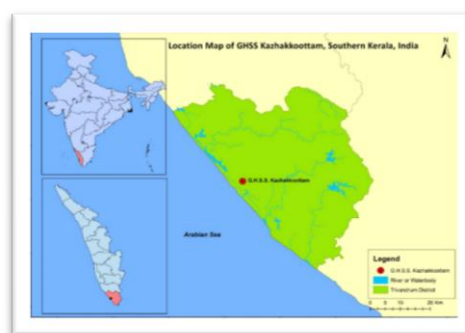 Location Map of GHSS Kazhakkoottam, Southern Kerala, India
N
G.H.S.S. Kazhakkoottam
Arabian Sea
Legend
G.H.S.S. Kazhakkoottam
River or Waterbody
Trivandrum District
0 5 10 20 Km